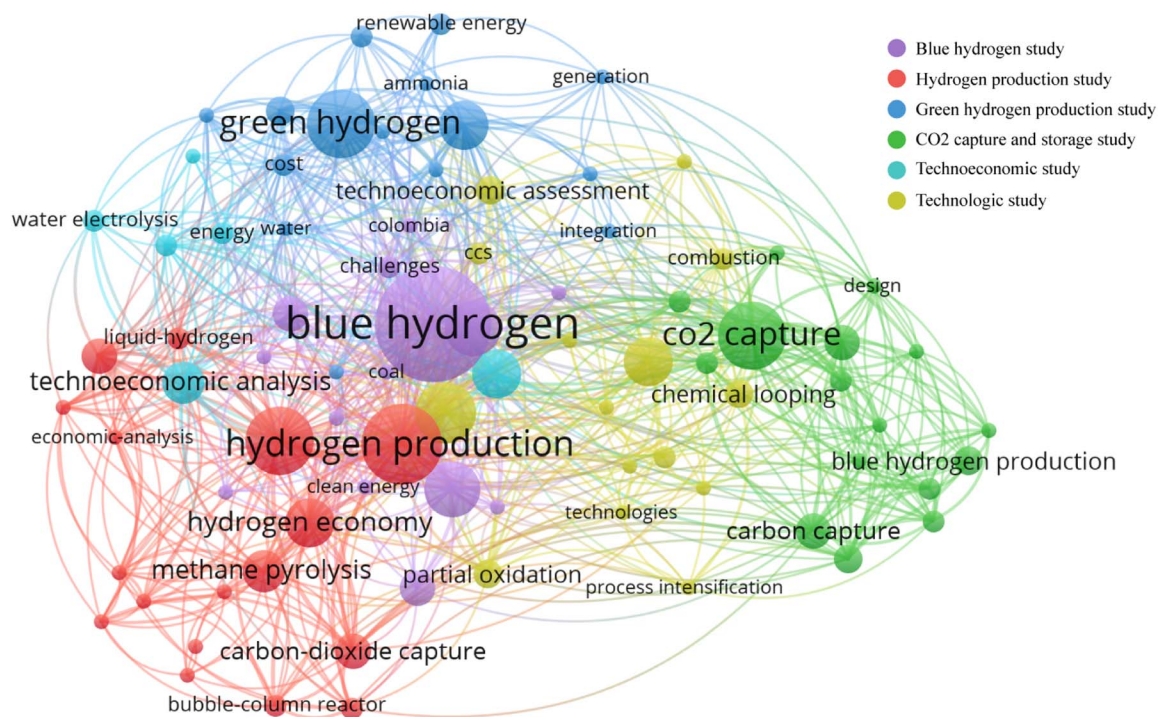 renewable energy
ammonia
generation
green hydrogen
cost
technoeconomic assessment
water electrolysis
energy
water
colombia
integration
ccs
challenges
combustion
design
blue hydrogen
co2 capture
liquid-hydrogen
coal
technoeconomic analysis
chemical looping
economic-analysis
hydrogen production
blue hydrogen production
clean energy
hydrogen economy
technologies
carbon capture
methane pyrolysis
partial oxidation
process intensification
carbon-dioxide capture
bubble-column reactor
Blue hydrogen study
Hydrogen production study
Green hydrogen production study
CO2 capture and storage study
Technoeconomic study
Technologic study